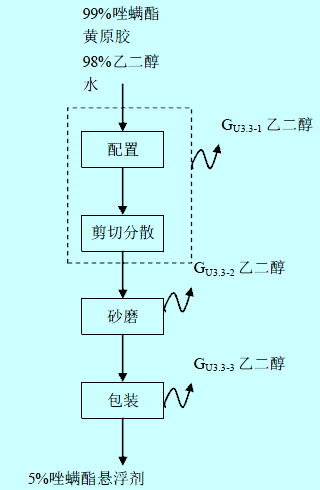 99%唑螨酯
黄原胶
98%乙二醇
水
GU3.3-1 乙二醇
配置
剪切分散
GU3.3-2 乙二醇
砂磨
GU3.3-3 乙二醇
包装
5%唑螨酯悬浮剂